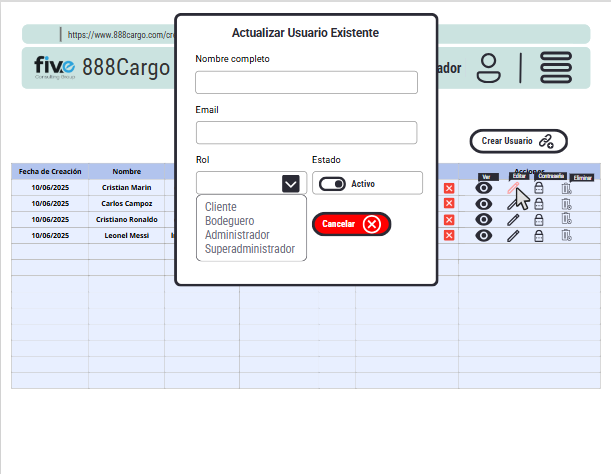 Actualizar Usuario Existente
https://www.888cargo.com/cre
Nombre completo
five
Consulting Group
888Cargo
ador
Email
Crear Usuario
Rol
Estado
Activo
Cliente
Bodeguero
Administrador
Superadministrador
Cancelar
Fecha de Creación Nombre Acciones
Ver Editar Contraseña Eliminar
10/06/2025 Cristian Marin
10/06/2025 Carlos Campoz
10/06/2025 Cristiano Ronaldo
10/06/2025 Leonel Messi